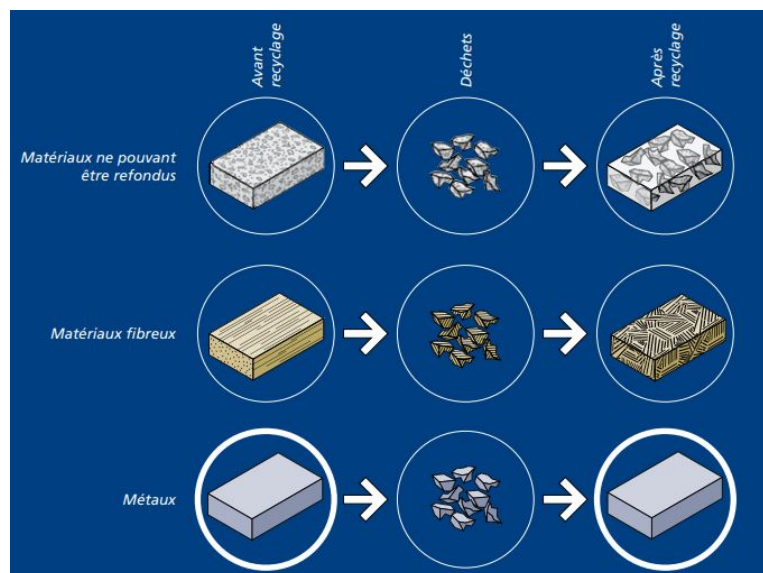 Avant
recyclage
Déchets
Après
recyclage
Matériaux ne pouvant
être refondus
Matériaux fibreux
Métaux